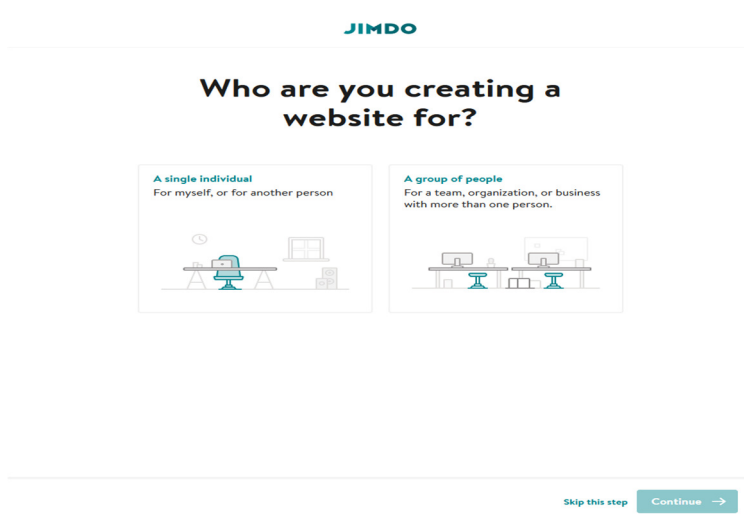 JIMDO
Who are you creating a
website for?
A single individual
For myself, or for another person
A group of people
For a team, organization, or business
with more than one person.
Skip this step
Continue →